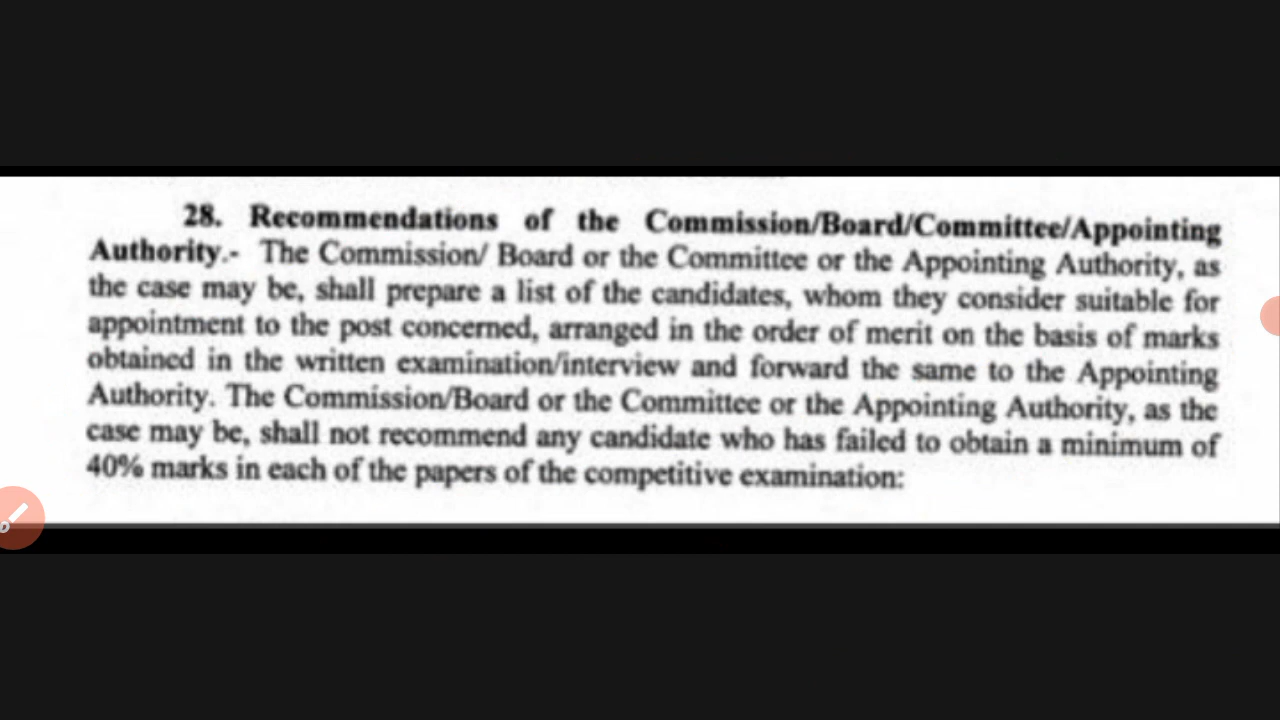 28. Recommendations of the Commission/Board/Committee/Appointing
Authority.- The Commission/ Board or the Committee or the Appointing Authority, as
the case may be, shall prepare a list of the candidates, whom they consider suitable for
appointment to the post concerned, arranged in the order of merit on the basis of marks
obtained in the written examination/interview and forward the same to the Appointing
Authority. The Commission/Board or the Committee or the Appointing Authority, as the
case may be, shall not recommend any candidate who has failed to obtain a minimum of
40% marks in each of the papers of the competitive examination: